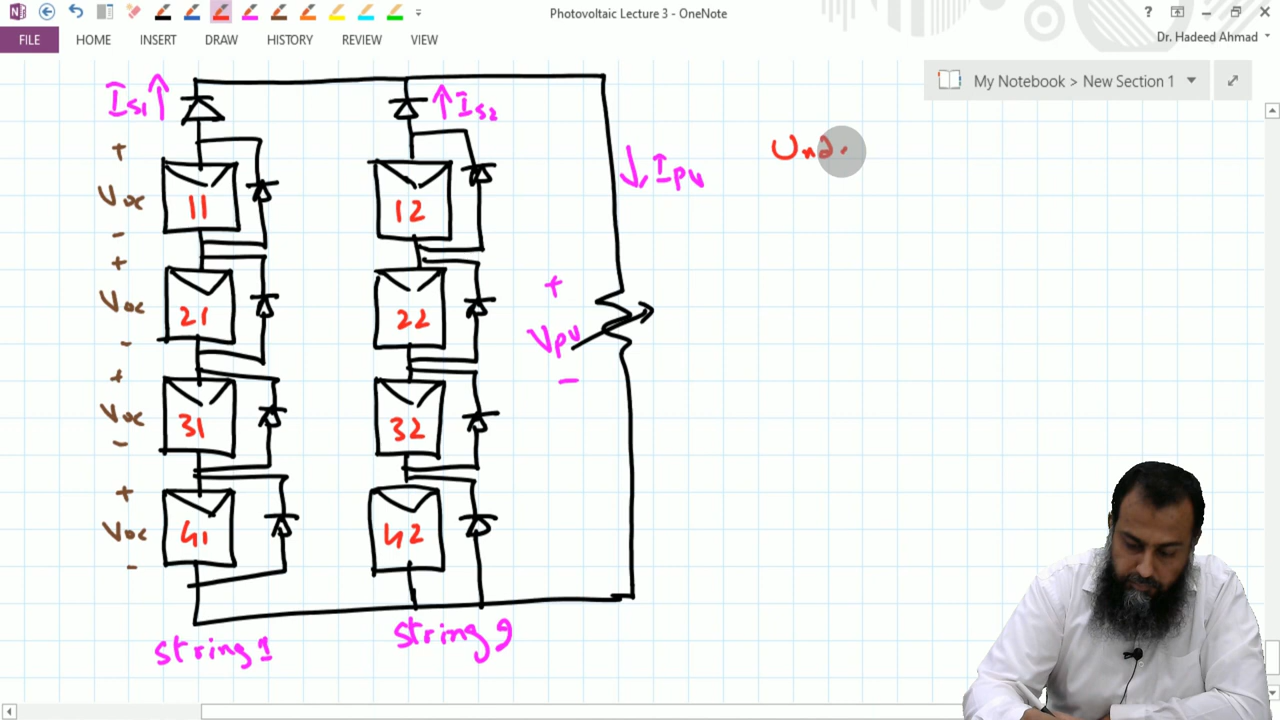 Photovoltaic Lecture 3 - OneNote
?
FILE HOME INSERT DRAW HISTORY REVIEW VIEW
Dr. Hadeed Ahmad
My Notebook > New Section 1
Is1
Is2
Und
+
Voc
-
11
12
Ipv
+
Voc
-
21
22
+
Vpv
-
+
Voc
-
31
32
+
Voc
-
41
42
String 1
String 2